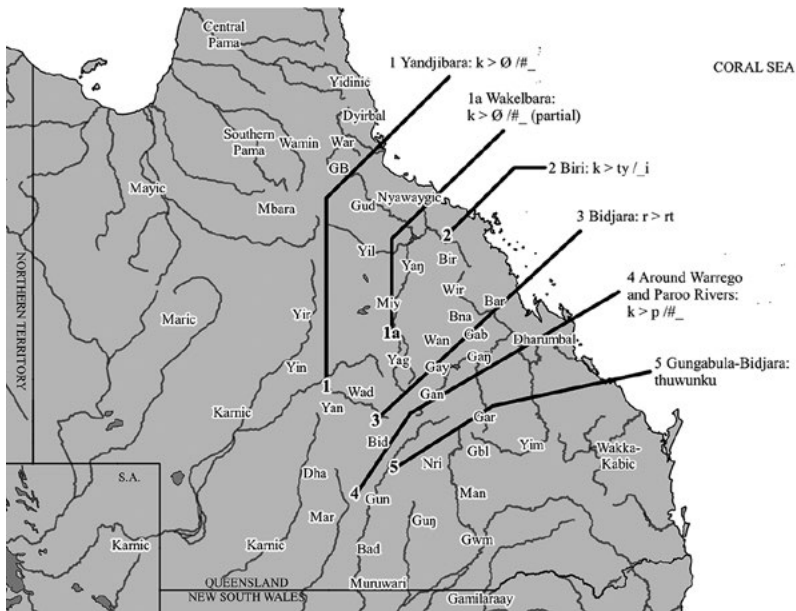 Central
Pama
1 Yandjibara: k > Ø /#_
CORAL SEA
Yidinic
1a Wakelbara:
k > Ø /#_ (partial)
Dyirbal
Southern
Pama
Wamin
War
GB
2 Biri: k > ty /_i
Mayic
Mbara
Nyawaygic
Gud
3 Bidjara: r > rt
2
Yil
Yaŋ
Bir
4 Around Warrego
and Paroo Rivers:
k > p /#_
NORTHERN TERRITORY
Maric
Miy
Wir
Bar
Yir
Bna
1a
Wan
Gab
Dharumbal
Yin
Yag
Gay
Gaŋ
5 Gungabula-Bidjara:
thuwunku
1
Wad
Gan
Karnic
Yan
3
Gar
Bid
Yim
Wakka-
Kabic
Gbl
5
Nri
S.A.
Dha
4
Gun
Man
Mar
Guŋ
Karnic
Karnic
Bad
Gwm
QUEENSLAND
Muruwari
NEW SOUTH WALES
Gamilaraay